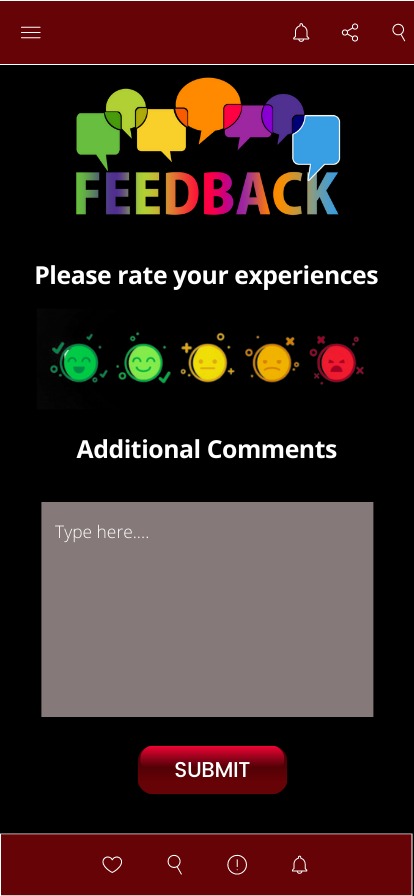 FEEDBACK
Please rate your experiences
Additional Comments
Type here....
SUBMIT